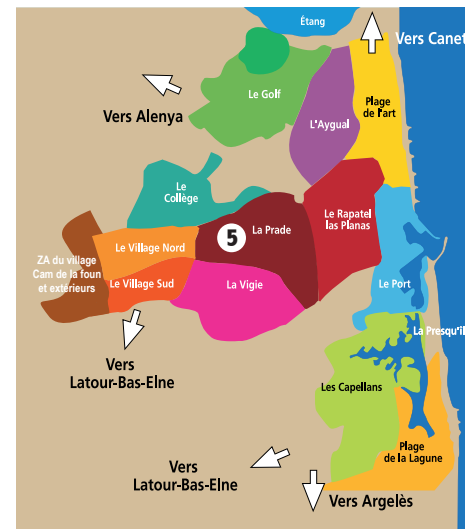 Étang
Vers Canet
Le Golf
Plage
de l'art
Vers Alenya
L'Aygual
Le
Collège
Le Rapatel
las Planas
5
La Prade
Le Village Nord
ZA du village
Cam de la foun
et extérieurs
Le Village Sud
La Vigie
Le Port
La Presqu'il
Vers
Latour-Bas-Elne
Les Capellans
Plage
de la Lagune
Vers
Latour-Bas-Elne
Vers Argelès